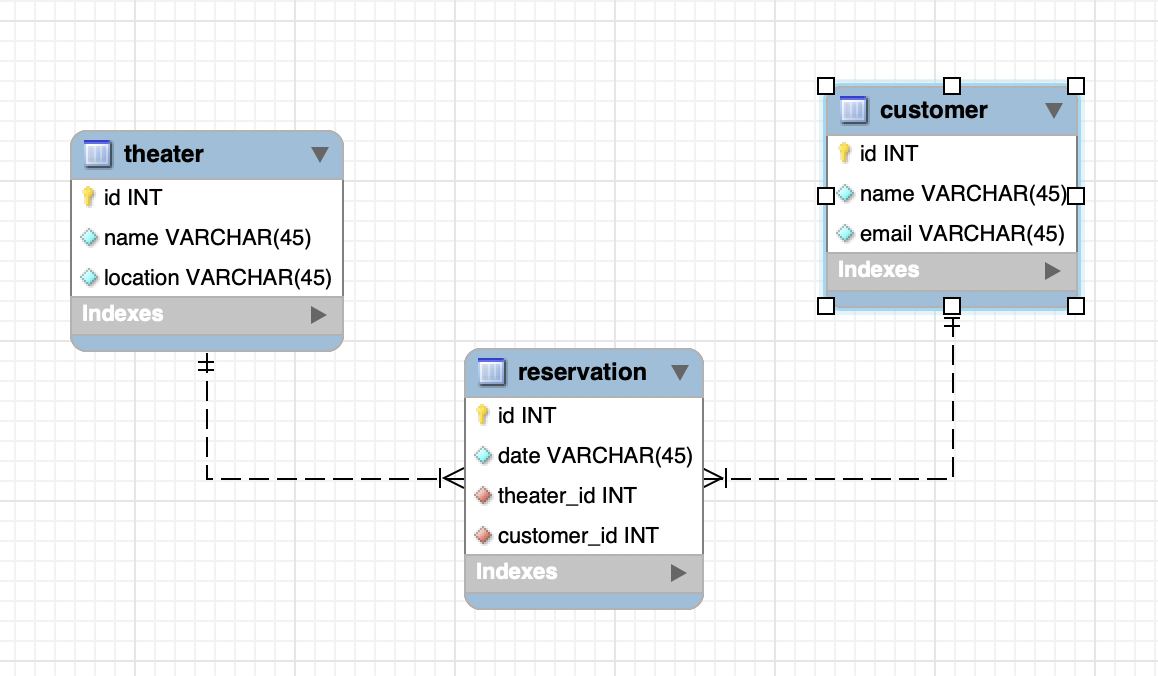 theater
id INT
name VARCHAR(45)
location VARCHAR(45)
Indexes
customer
id INT
name VARCHAR(45)
email VARCHAR(45)
Indexes
reservation
id INT
date VARCHAR(45)
theater_id INT
customer_id INT
Indexes